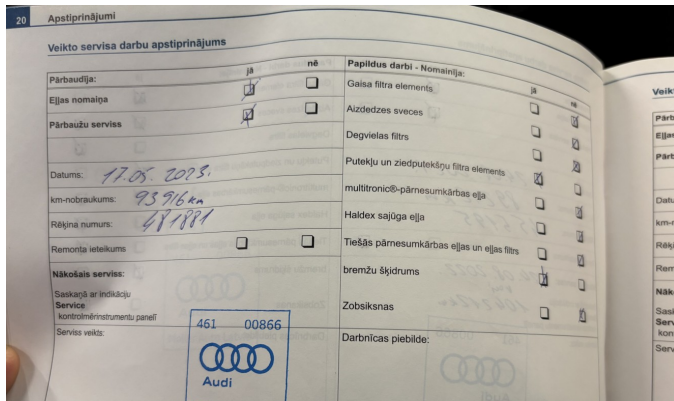 20 Apstiprinājumi
Veikto servisa darbu apstiprinājums
Pārbaudīja: jā nē
Eļļas nomaiņa
Pārbaužu serviss
Datums: 17.05.2023.
km-nobraukums: 93916 km
Rēķina numurs: 481881
Remonta ieteikums
Nākošais serviss:
Saskaņā ar indikāciju
Service
kontrolmērinstrumentu panelī
Serviss veikts:
461 00866
Audi
Papildus darbi - Nomainīja: jā nē
Gaisa filtra elements
Aizdedzes sveces
Degvielas filtrs
Putekļu un ziedputekšņu filtra elements
multitronic®-pārnesumkārbas eļļa
Haldex sajūga eļļa
Tiešās pārnesumkārbas eļļas un eļļas filtrs
bremžu šķidrums
Zobsiksnas
Darbnīcas piebilde:
Veik
Pārb
Eļļas
Pārb
Datu
km-n
Rēķi
Rem
Nāk
Sask
Serv
kon
Serv